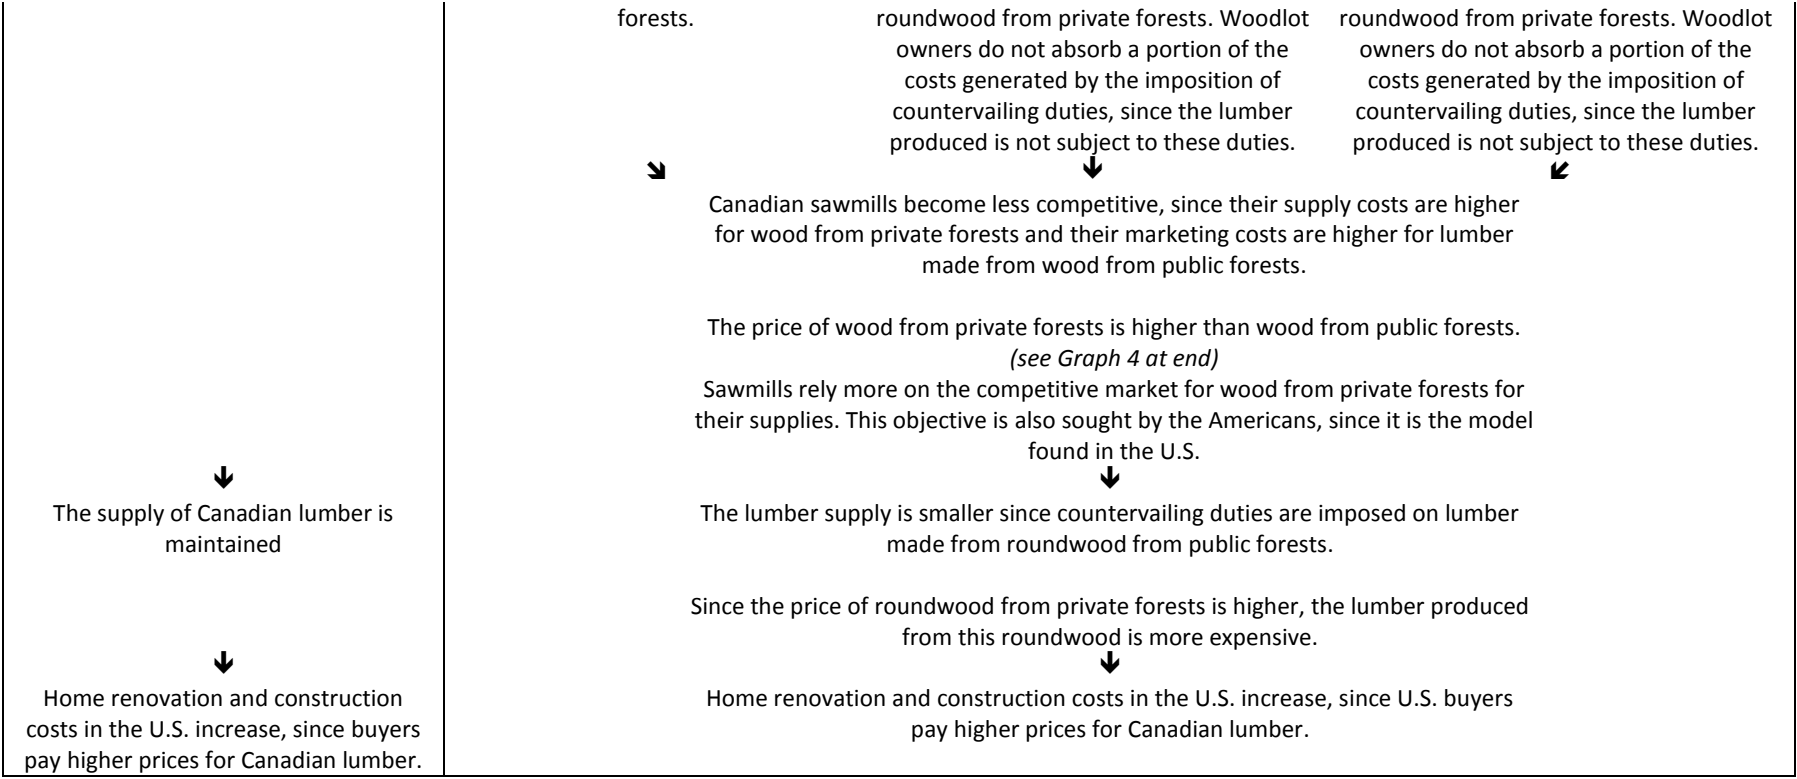 forests.
roundwood from private forests. Woodlot
owners do not absorb a portion of the
costs generated by the imposition of
countervailing duties, since the lumber
produced is not subject to these duties.
roundwood from private forests. Woodlot
owners do not absorb a portion of the
costs generated by the imposition of
countervailing duties, since the lumber
produced is not subject to these duties.
Canadian sawmills become less competitive, since their supply costs are higher
for wood from private forests and their marketing costs are higher for lumber
made from wood from public forests.
The price of wood from private forests is higher than wood from public forests.
(see Graph 4 at end)
Sawmills rely more on the competitive market for wood from private forests for
their supplies. This objective is also sought by the Americans, since it is the model
found in the U.S.
The supply of Canadian lumber is
maintained
The lumber supply is smaller since countervailing duties are imposed on lumber
made from roundwood from public forests.
Since the price of roundwood from private forests is higher, the lumber produced
from this roundwood is more expensive.
Home renovation and construction
costs in the U.S. increase, since buyers
pay higher prices for Canadian lumber.
Home renovation and construction costs in the U.S. increase, since U.S. buyers
pay higher prices for Canadian lumber.